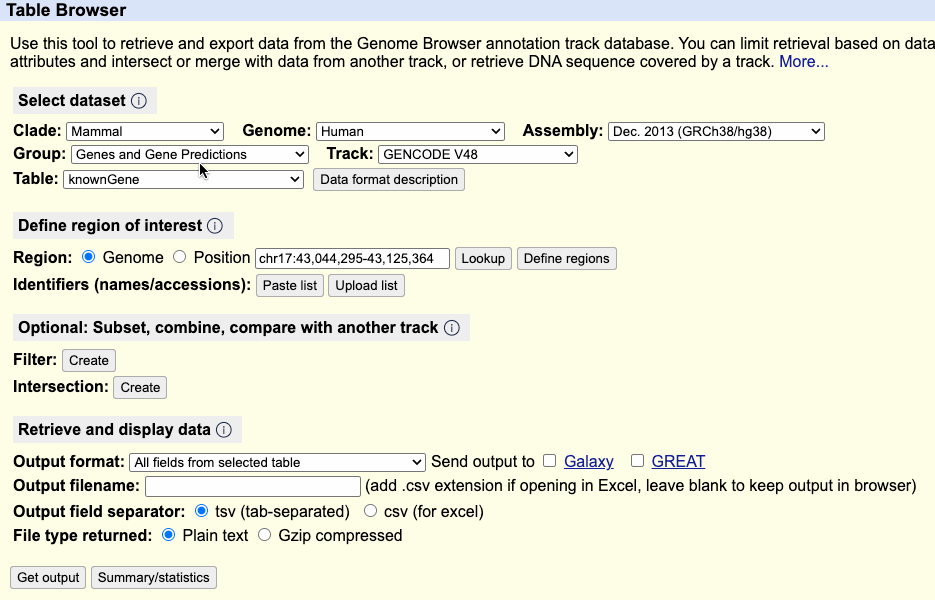 Table Browser
Use this tool to retrieve and export data from the Genome Browser annotation track database. You can limit retrieval based on data
attributes and intersect or merge with data from another track, or retrieve DNA sequence covered by a track. More...
Select dataset ⓘ
Clade: Mammal Genome: Human Assembly: Dec. 2013 (GRCh38/hg38)
Group: Genes and Gene Predictions Track: GENCODE V48
Table: knownGene Data format description
Define region of interest ⓘ
Region: Genome Position chr17:43,044,295-43,125,364 Lookup Define regions
Identifiers (names/accessions): Paste list Upload list
Optional: Subset, combine, compare with another track ⓘ
Filter: Create
Intersection: Create
Retrieve and display data ⓘ
Output format: All fields from selected table Send output to Galaxy GREAT
Output filename: (add .csv extension if opening in Excel, leave blank to keep output in browser)
Output field separator: tsv (tab-separated) csv (for excel)
File type returned: Plain text Gzip compressed
Get output Summary/statistics